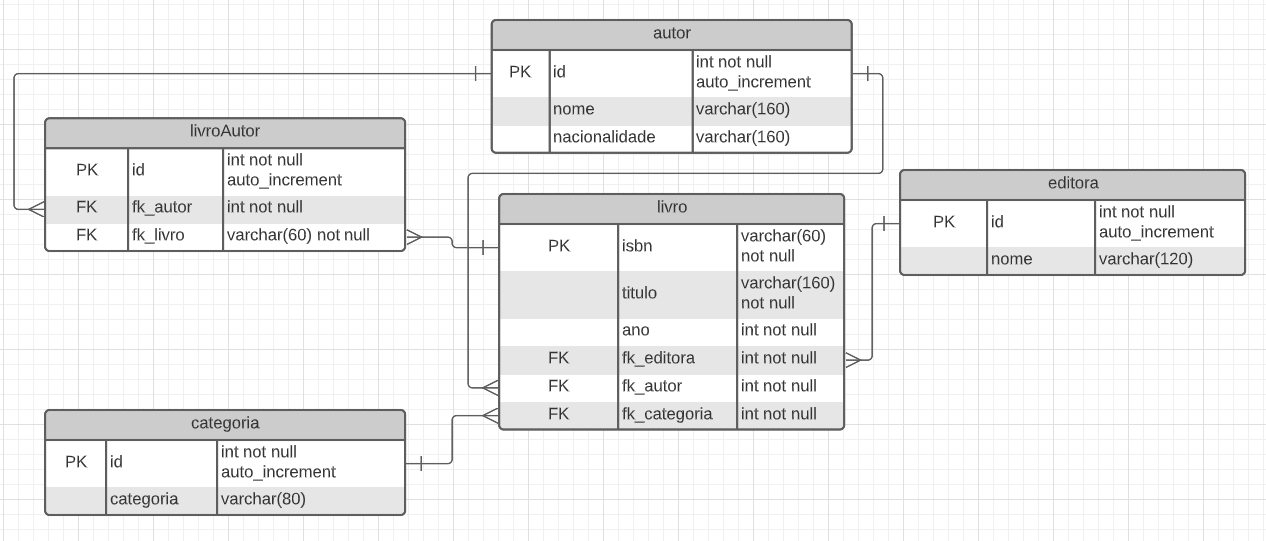 autor
PK id int not null
auto_increment
nome varchar(160)
nacionalidade varchar(160)
livroAutor
PK id int not null
auto_increment
FK fk_autor int not null
FK fk_livro varchar(60) not null
livro
PK isbn varchar(60)
not null
titulo varchar(160)
not null
ano int not null
FK fk_editora int not null
FK fk_autor int not null
FK fk_categoria int not null
editora
PK id int not null
auto_increment
nome varchar(120)
categoria
PK id int not null
auto_increment
categoria varchar(80)